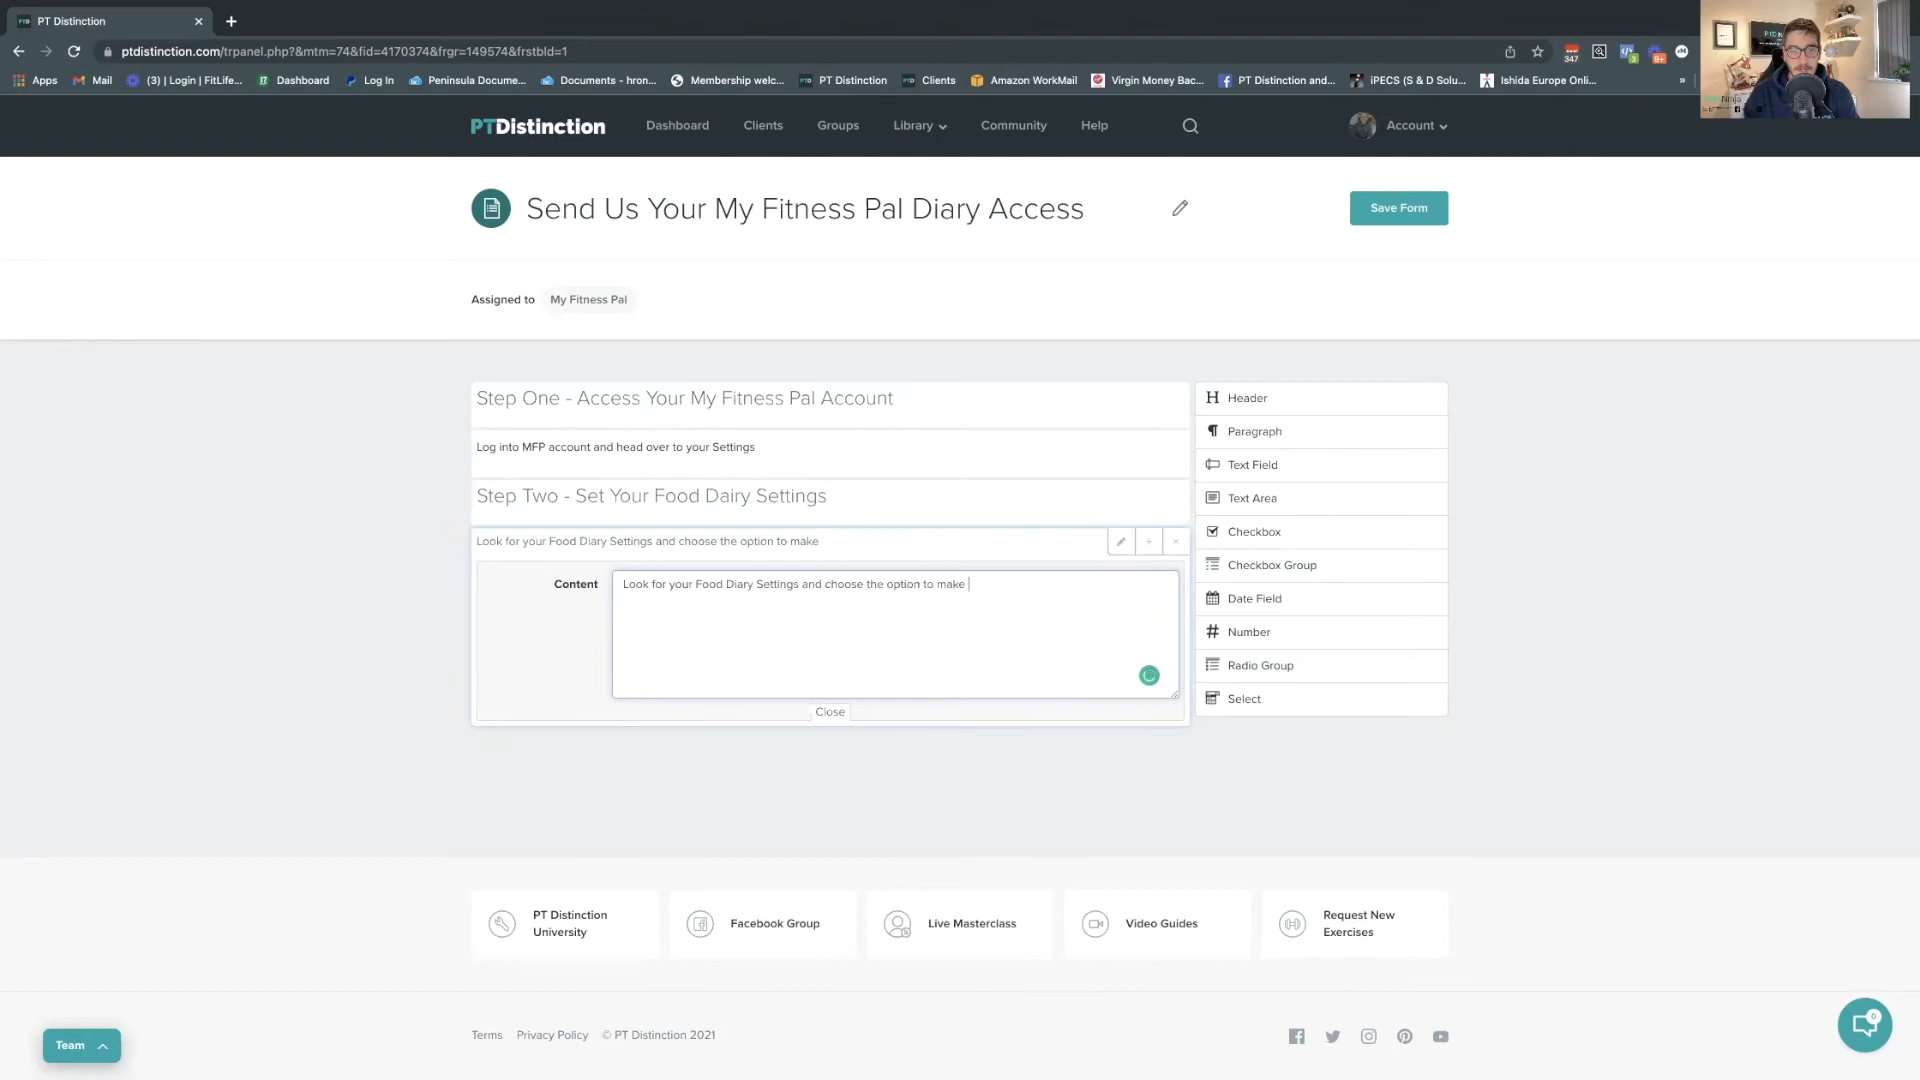 PT Distinction
ptdistinction.com/trpanel.php?&mtm=74&fid=4170374&frgr=149574&frstbld=1
347
3
9+
Apps
Mail
(3) | Login | FitLife...
Dashboard
Log In
Peninsula Docume...
Documents - hron...
Membership welc...
PT Distinction
Clients
Amazon WorkMail
Virgin Money Bac...
PT Distinction and...
iPECS (S & D Solu...
Ishida Europe Onli...
»
PTDistinction
Dashboard
Clients
Groups
Library
Community
Help
Account
Send Us Your My Fitness Pal Diary Access
Save Form
Assigned to
My Fitness Pal
Step One - Access Your My Fitness Pal Account
Log into MFP account and head over to your Settings
Step Two - Set Your Food Dairy Settings
Look for your Food Diary Settings and choose the option to make
Content
Look for your Food Diary Settings and choose the option to make
Close
Header
Paragraph
Text Field
Text Area
Checkbox
Checkbox Group
Date Field
Number
Radio Group
Select
PT Distinction
University
Facebook Group
Live Masterclass
Video Guides
Request New
Exercises
Terms
Privacy Policy
© PT Distinction 2021
Team
0